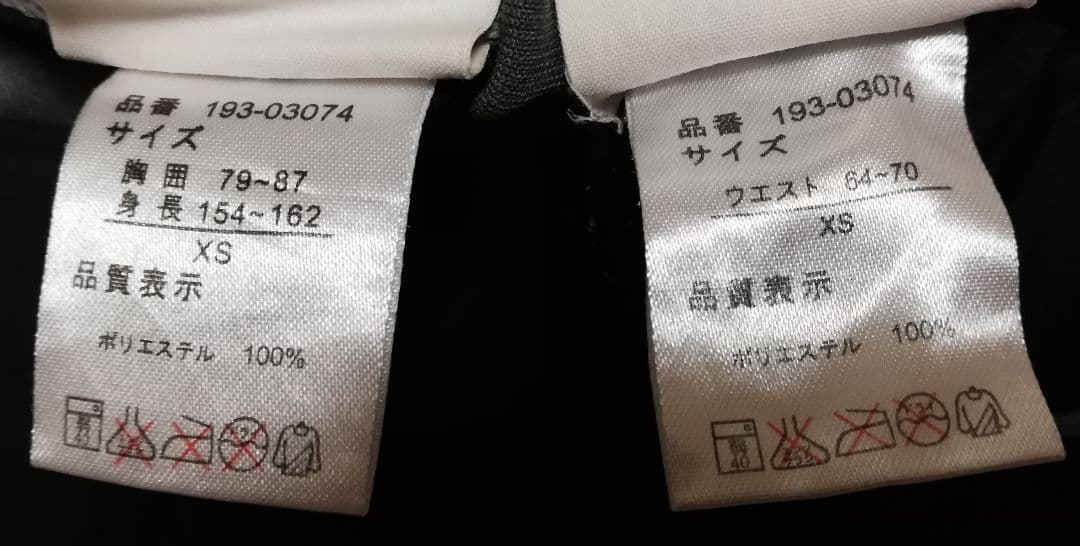 品番 193-03074
サイズ
胸囲 79~87
身長 154~162
XS
品質表示
ポリエステル 100%
品番 193-03074
サイズ
ウエスト 64~70
XS
品質表示
ポリエステル 100%
40